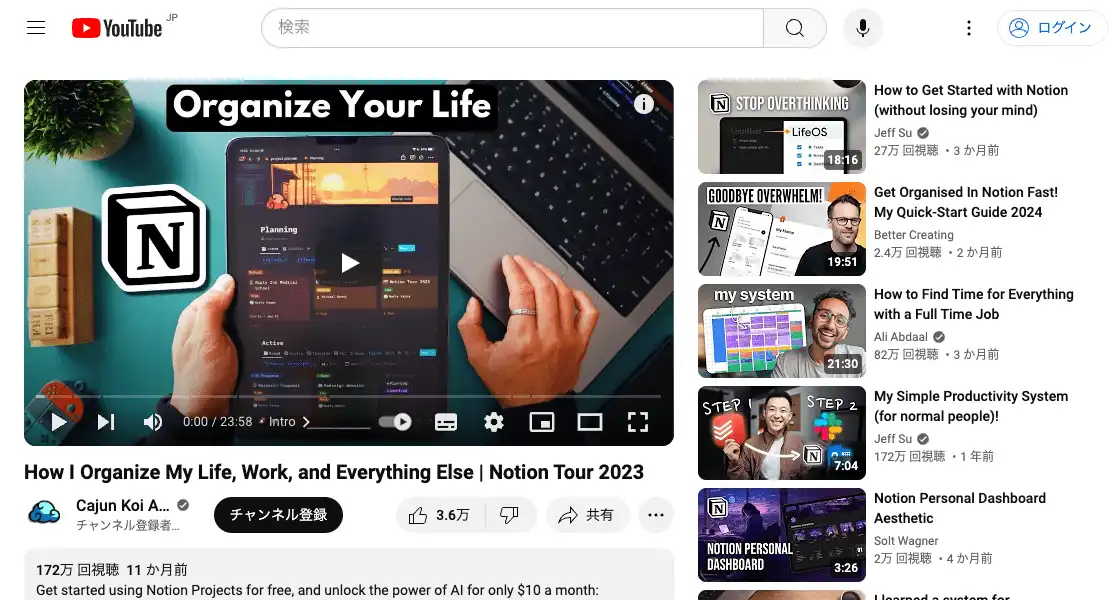 YouTube JP
検索
ログイン
Organize Your Life
Planning
Active
0:00 / 23:58 • Intro
How I Organize My Life, Work, and Everything Else | Notion Tour 2023
Cajun Koi A...
チャンネル登録者...
チャンネル登録
3.6万
共有
172万 回視聴 11 か月前
Get started using Notion Projects for free, and unlock the power of AI for only $10 a month:
STOP OVERTHINKING
LifeOS
18:16
How to Get Started with Notion
(without losing your mind)
Jeff Su
27万 回視聴 ・3 か月前
GOODBYE OVERWHELM!
19:51
Get Organised In Notion Fast!
My Quick-Start Guide 2024
Better Creating
2.4万 回視聴 ・2 か月前
my system
21:30
How to Find Time for Everything
with a Full Time Job
Ali Abdaal
82万 回視聴 ・3 か月前
STEP 1
STEP 2
7:04
My Simple Productivity System
(for normal people)!
Jeff Su
172万 回視聴 ・1 年前
NOTION PERSONAL
DASHBOARD
3:26
Notion Personal Dashboard
Aesthetic
Solt Wagner
2万 回視聴 ・4 か月前
I learned a system for